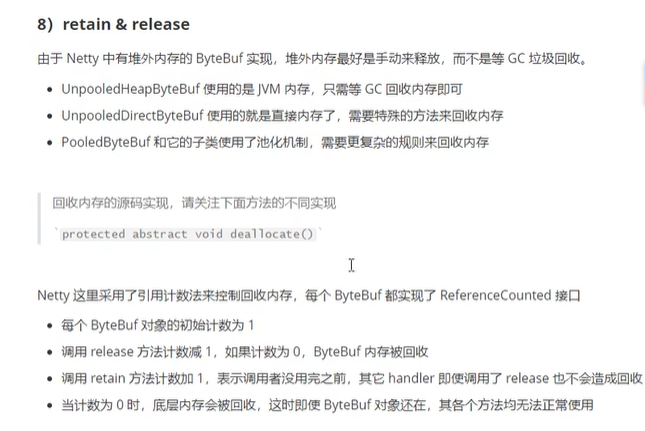 8）retain & release
由于 Netty 中有堆外内存的 ByteBuf 实现，堆外内存最好是手动来释放，而不是等 GC 垃圾回收。
UnpooledHeapByteBuf 使用的是 JVM 内存，只需等 GC 回收内存即可
UnpooledDirectByteBuf 使用的就是直接内存了，需要特殊的方法来回收内存
PooledByteBuf 和它的子类使用了池化机制，需要更复杂的规则来回收内存
回收内存的源码实现，请关注下面方法的不同实现
`protected abstract void deallocate()`
Netty 这里采用了引用计数法来控制回收内存，每个 ByteBuf 都实现了 ReferenceCounted 接口
每个 ByteBuf 对象的初始计数为 1
调用 release 方法计数减 1，如果计数为 0，ByteBuf 内存被回收
调用 retain 方法计数加 1，表示调用者没用完之前，其它 handler 即使调用了 release 也不会造成回收
当计数为 0 时，底层内存会被回收，这时即使 ByteBuf 对象还在，其各个方法均无法正常使用